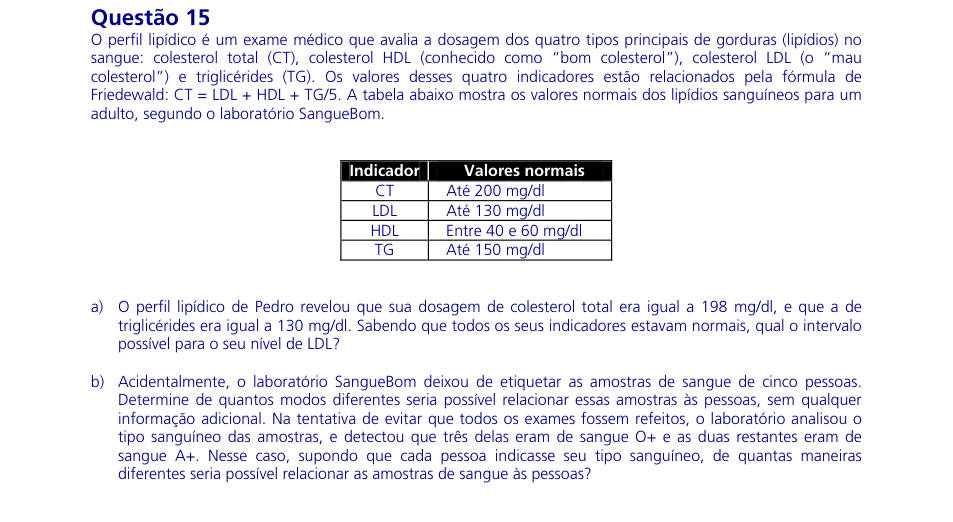 Questão 15
O perfil lipídico é um exame médico que avalia a dosagem dos quatro tipos principais de gorduras (lipídios) no
sangue: colesterol total (CT), colesterol HDL (conhecido como “bom colesterol”), colesterol LDL (o “mau
colesterol”) e triglicérides (TG). Os valores desses quatro indicadores estão relacionados pela fórmula de
Friedewald: CT = LDL + HDL + TG/5. A tabela abaixo mostra os valores normais dos lipídios sanguíneos para um
adulto, segundo o laboratório SangueBom.
Indicador Valores normais
CT Até 200 mg/dl
LDL Até 130 mg/dl
HDL Entre 40 e 60 mg/dl
TG Até 150 mg/dl
a) O perfil lipídico de Pedro revelou que sua dosagem de colesterol total era igual a 198 mg/dl, e que a de
triglicérides era igual a 130 mg/dl. Sabendo que todos os seus indicadores estavam normais, qual o intervalo
possível para o seu nível de LDL?
b) Acidentalmente, o laboratório SangueBom deixou de etiquetar as amostras de sangue de cinco pessoas.
Determine de quantos modos diferentes seria possível relacionar essas amostras às pessoas, sem qualquer
informação adicional. Na tentativa de evitar que todos os exames fossem refeitos, o laboratório analisou o
tipo sanguíneo das amostras, e detectou que três delas eram de sangue O+ e as duas restantes eram de
sangue A+. Nesse caso, supondo que cada pessoa indicasse seu tipo sanguíneo, de quantas maneiras
diferentes seria possível relacionar as amostras de sangue às pessoas?